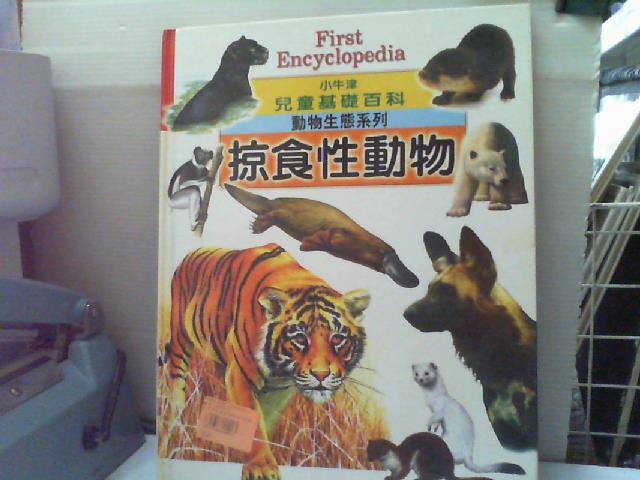 First
Encyclopedia
小牛津
兒童基礎百科
動物生態系列
掠食性動物